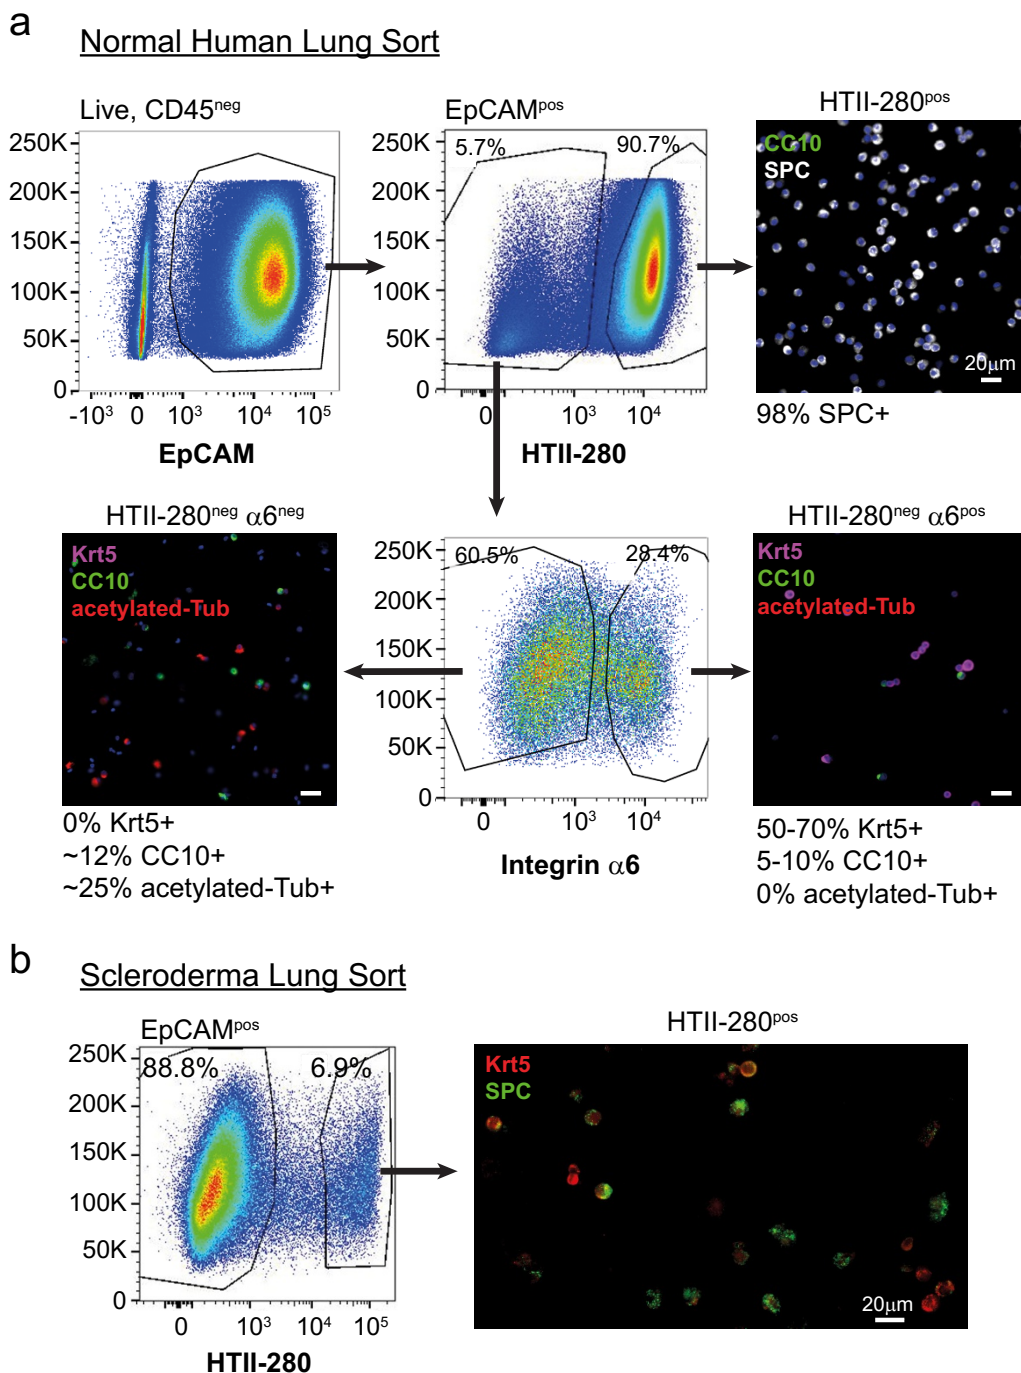 a
Normal Human Lung Sort
Live, CD45neg
EpCAMpos
HTII-280pos
250K
200K
150K
100K
50K
0
-10³ 0 10³ 10⁴ 10⁵
EpCAM
5.7% 90.7%
250K
200K
150K
100K
50K
0
0 10³ 10⁴
HTII-280
CC10
SPC
20μm
98% SPC+
HTII-280neg α6neg
Krt5
CC10
acetylated-Tub
0% Krt5+
~12% CC10+
~25% acetylated-Tub+
60.5% 28.4%
250K
200K
150K
100K
50K
0
0 10³ 10⁴
Integrin α6
HTII-280neg α6pos
Krt5
CC10
acetylated-Tub
50-70% Krt5+
5-10% CC10+
0% acetylated-Tub+
b
Scleroderma Lung Sort
EpCAMpos
88.8% 6.9%
250K
200K
150K
100K
50K
0
0 10³ 10⁴ 10⁵
HTII-280
HTII-280pos
Krt5
SPC
20μm